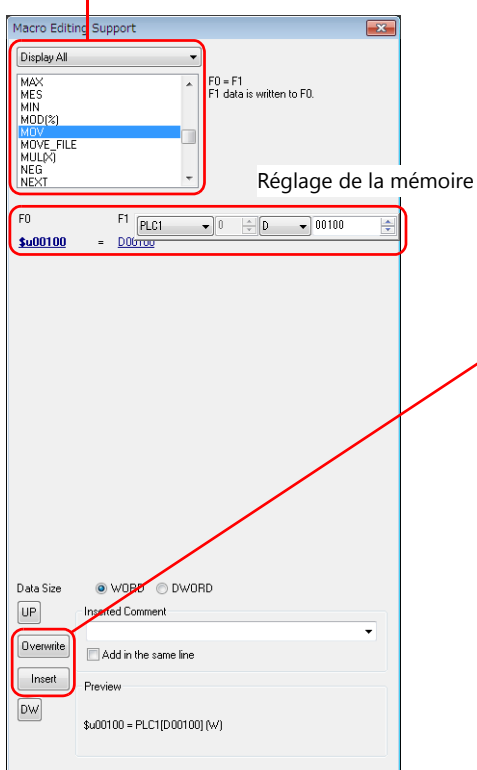 Macro Editing Support
Display All
F0 = F1
F1 data is written to F0.
MAX
MES
MIN
MOD(%)
MOV
MOVE_FILE
MUL(X)
NEG
NEXT
Réglage de la mémoire
F0 F1 PLC1 0 D 00100
$u00100 = D00100
Data Size WORD DWORD
UP
Inserted Comment
Overwrite
Add in the same line
Insert
Preview
DW
$u00100 = PLC1[D00100] (W)